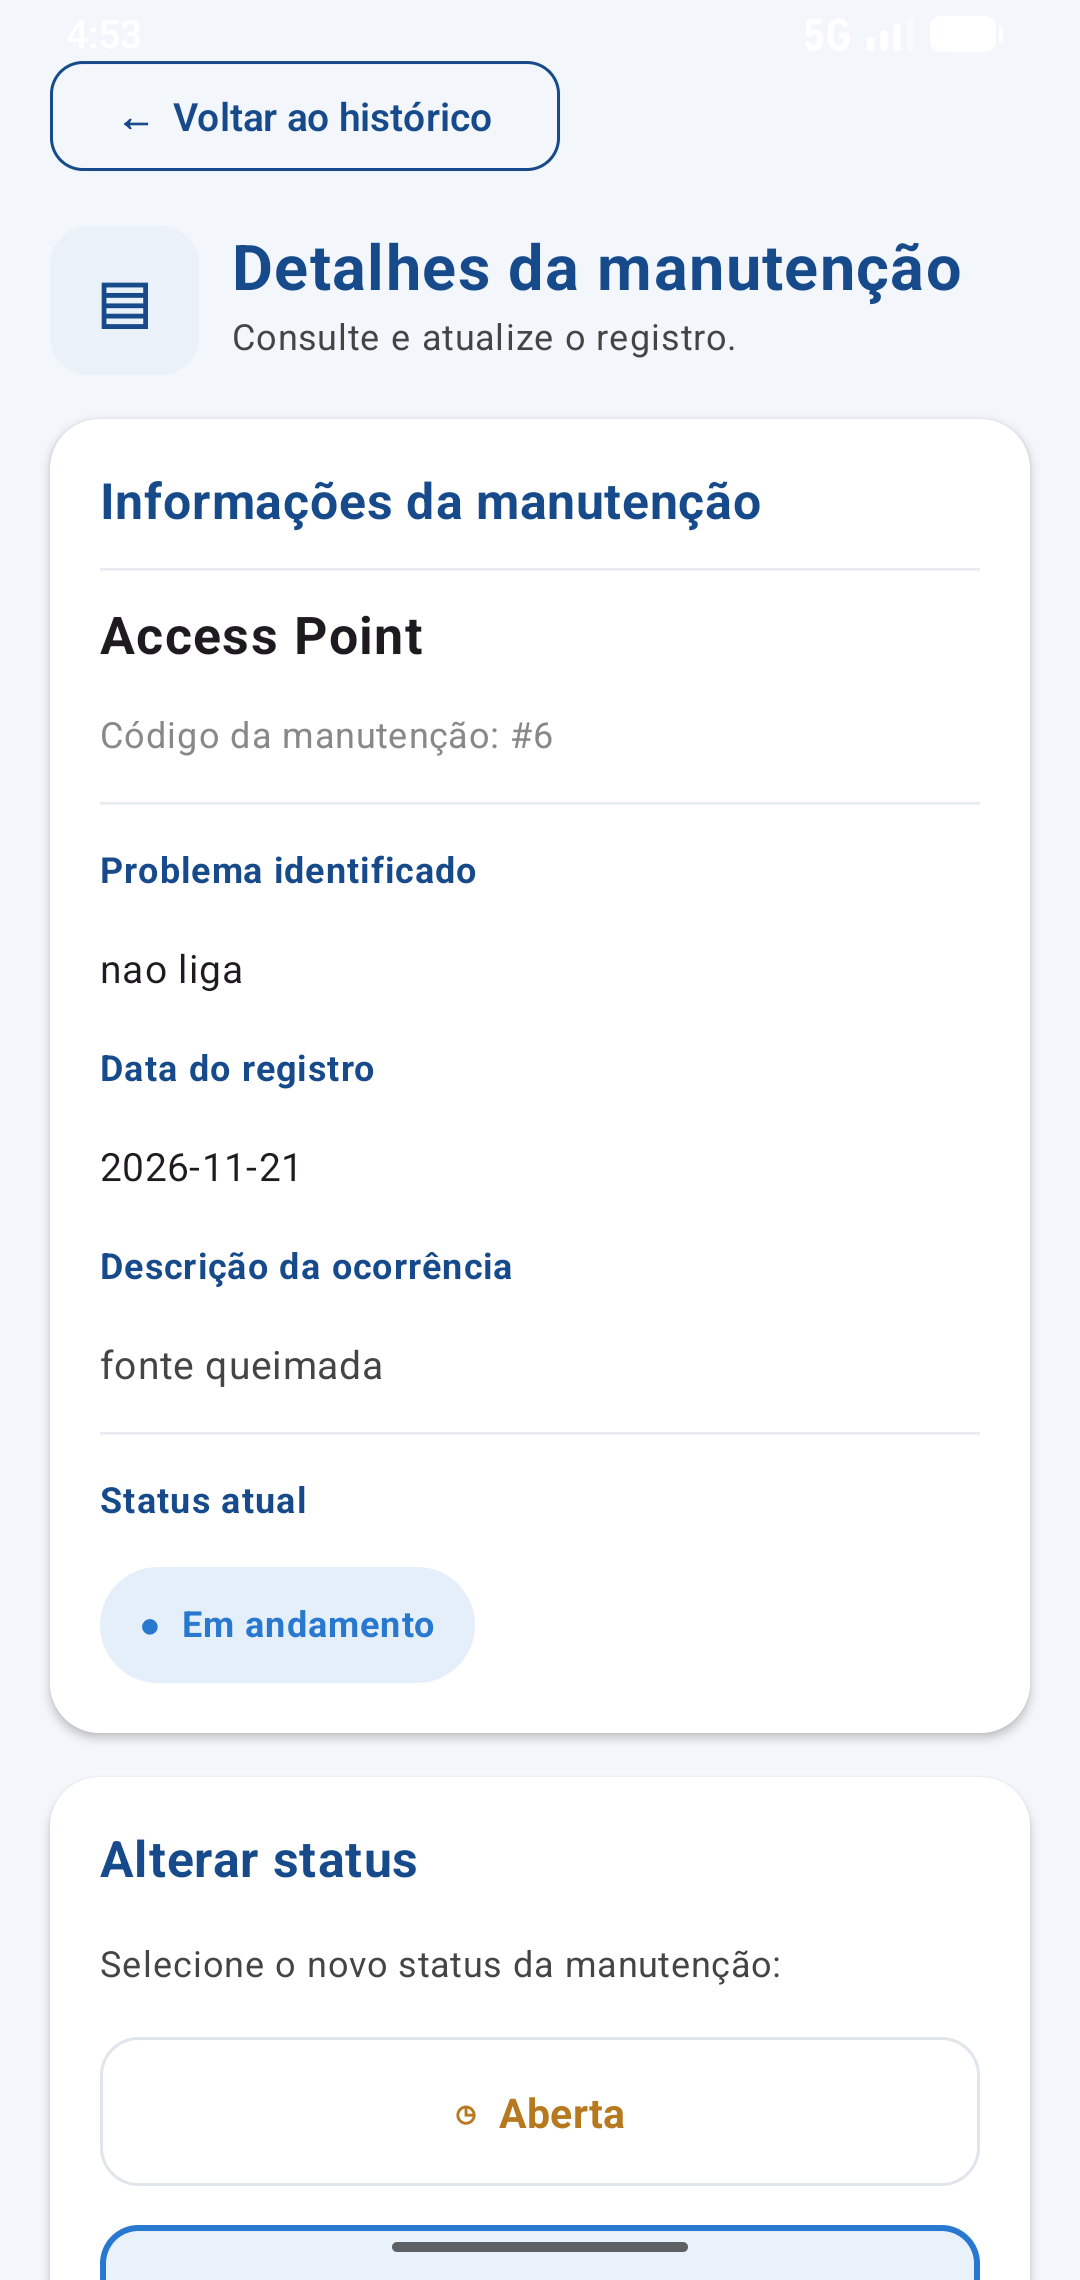 4:53 5G
← Voltar ao histórico
Detalhes da manutenção
Consulte e atualize o registro.
Informações da manutenção
Access Point
Código da manutenção: #6
Problema identificado
nao liga
Data do registro
2026-11-21
Descrição da ocorrência
fonte queimada
Status atual
● Em andamento
Alterar status
Selecione o novo status da manutenção:
Aberta